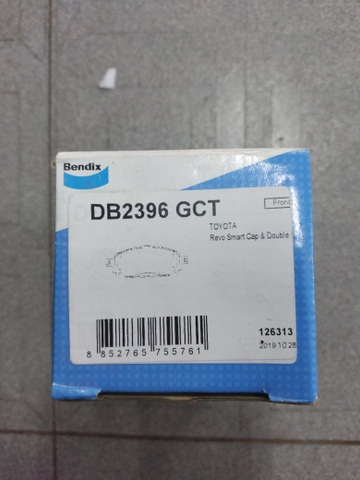 Bendix
DB2396 GCT
Front
TOYOTA
Revo Smart Cap & Double
126313
2019.10.28
8 852765 755761